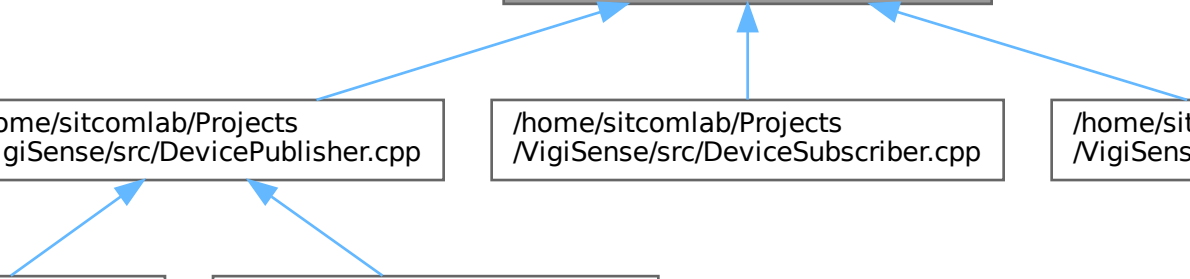 ome/sitcomlab/Projects
igiSense/src/DevicePublisher.cpp
/home/sitcomlab/Projects
/VigiSense/src/DeviceSubscriber.cpp
/home/sit
/VigiSens